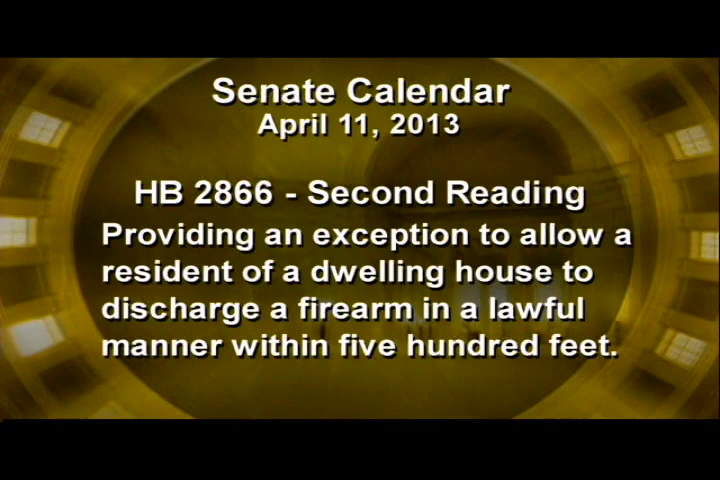 Senate Calendar
April 11, 2013
HB 2866 - Second Reading
Providing an exception to allow a
resident of a dwelling house to
discharge a firearm in a lawful
manner within five hundred feet.